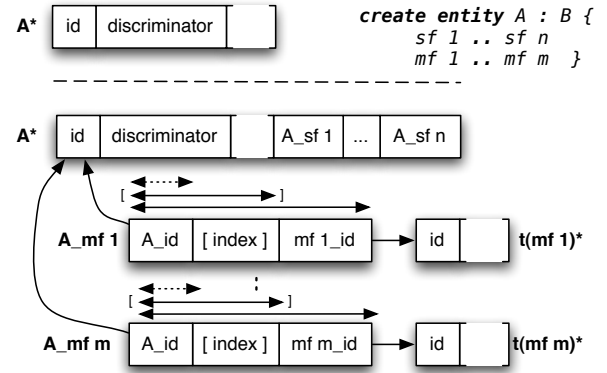 create entity A : B {
A* id discriminator
sf 1 .. sf n
mf 1 .. mf m }
A* id discriminator A_sf 1 ... A_sf n
[ ]
A_mf 1 A_id [ index ] mf 1_id id t(mf 1)*
[ ]
A_mf m A_id [ index ] mf m_id id t(mf m)*